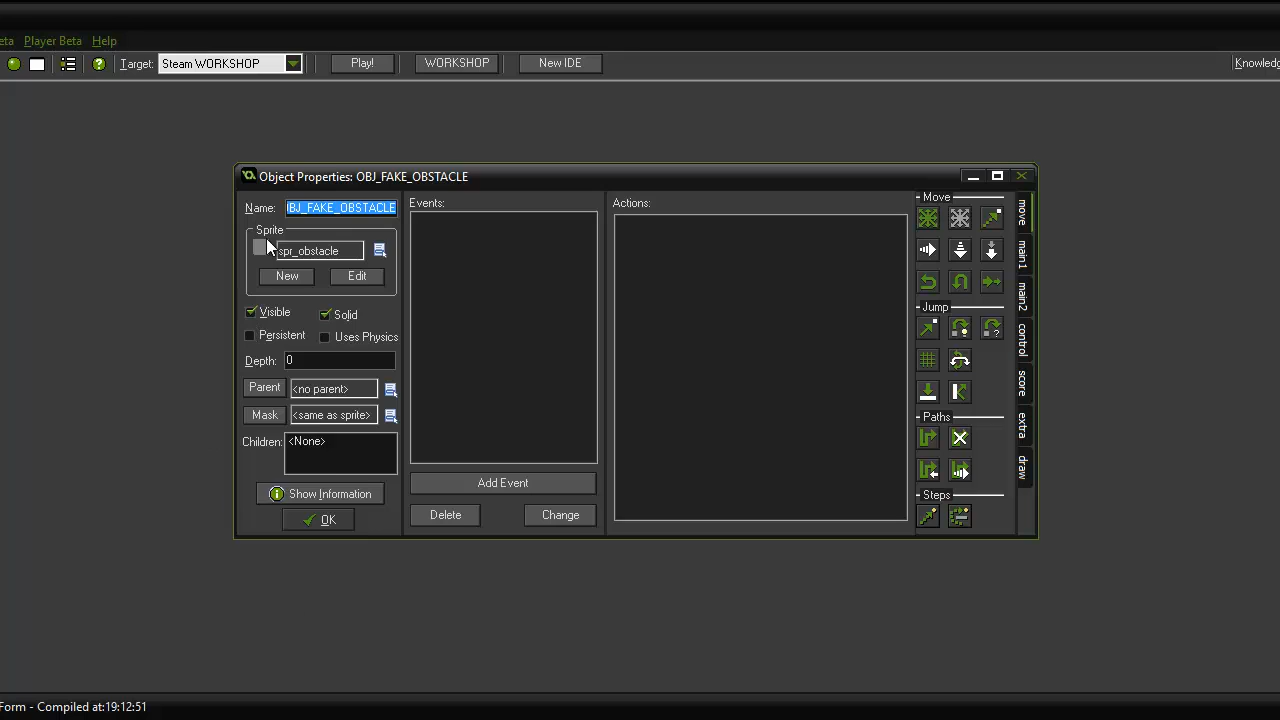 eta Player Beta Help
Target: Steam WORKSHOP Play! WORKSHOP New IDE Knowledg
Object Properties: OBJ_FAKE_OBSTACLE
Name: BJ_FAKE_OBSTACLE
Sprite
spr_obstacle
New Edit
Visible Solid
Persistent Uses Physics
Depth: 0
Parent <no parent>
Mask <same as sprite>
Children: <None>
Show Information
OK
Events:
Add Event
Delete Change
Actions:
Move
Jump
Paths
Steps
move
main1
main2
control
score
extra
draw
Form - Compiled at:19:12:51